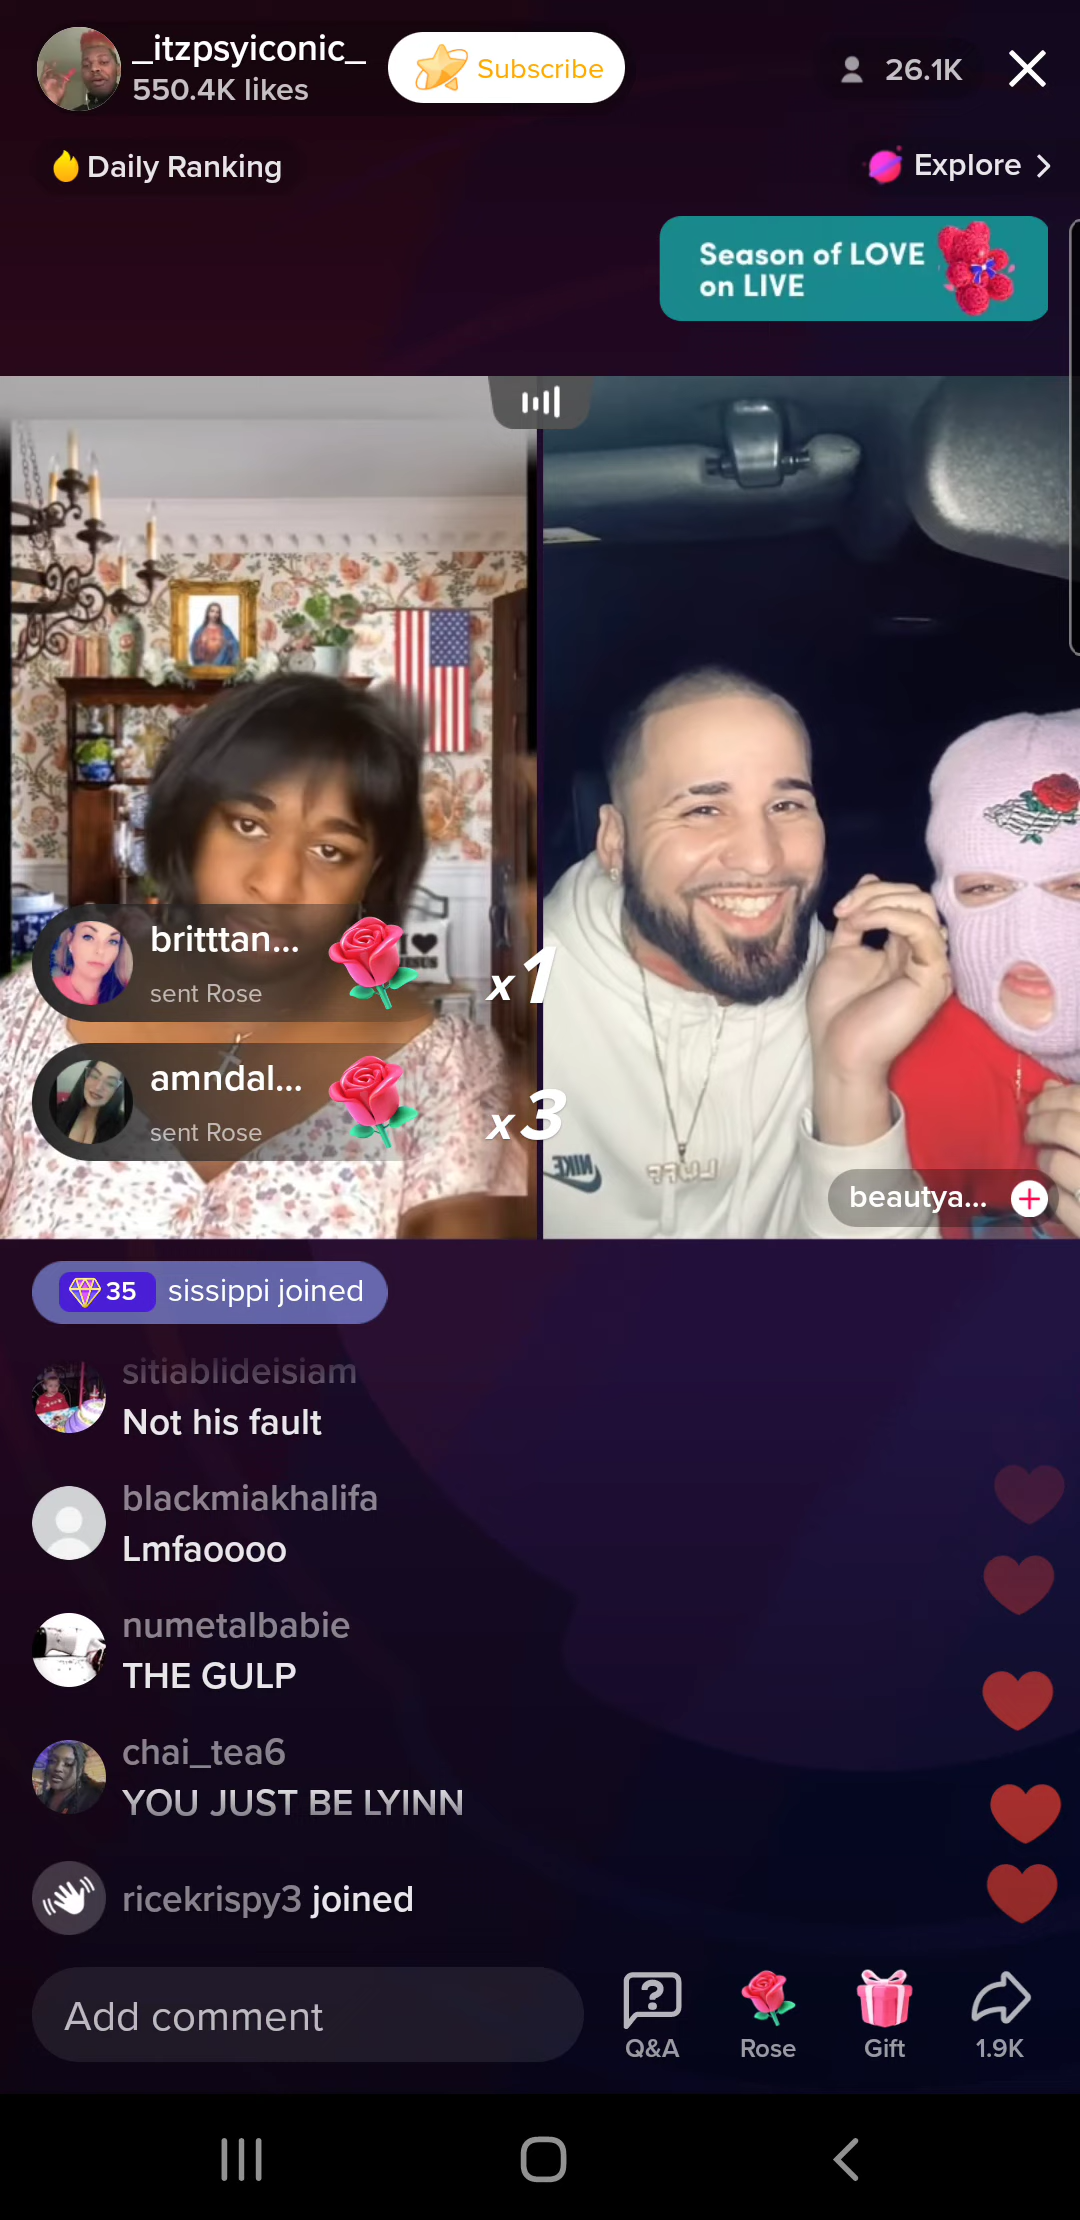 _itzpsyiconic_
550.4K likes
Subscribe
26.1K
Daily Ranking
Explore >
Season of LOVE
on LIVE
britttan...
sent Rose
x1
JESUS
amndal...
sent Rose
x3
NIKE
beautya...
35 sissippi joined
sitiablideisiam
Not his fault
blackmiakhalifa
Lmfaoooo
numetalbabie
THE GULP
chai_tea6
YOU JUST BE LYINN
ricekrispy3 joined
Add comment
Q&A
Rose
Gift
1.9K